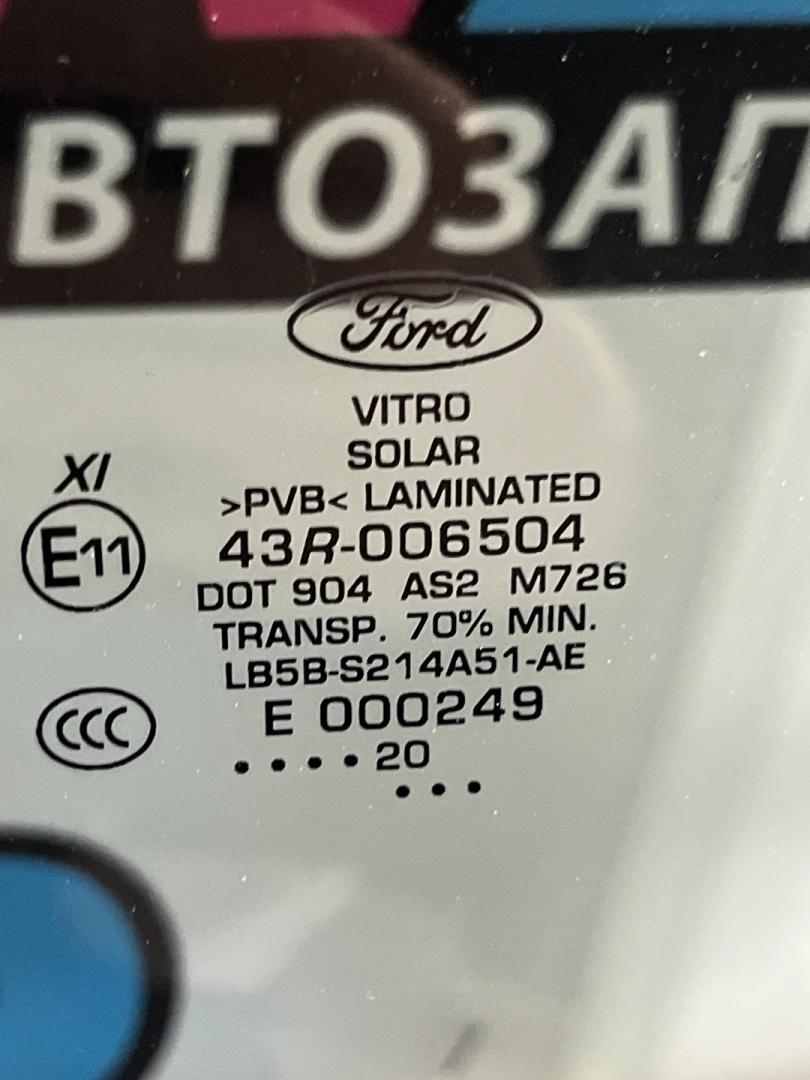 ВТОЗАП
Ford
VITRO
SOLAR
XI
>PVB< LAMINATED
E11
43R-006504
DOT 904 AS2 M726
TRANSP. 70% MIN.
LB5B-S214A51-AE
CCC
E 000249
••••20
•••